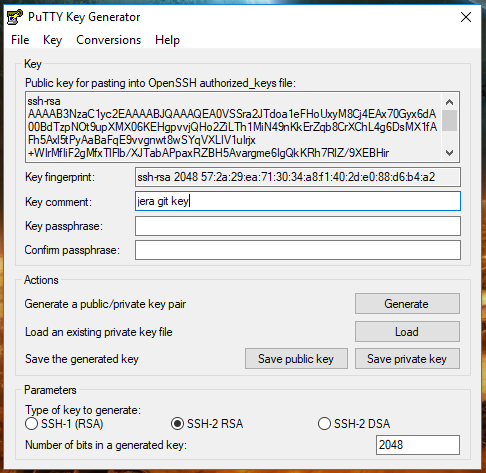 PuTTY Key Generator
File Key Conversions Help
Key
Public key for pasting into OpenSSH authorized_keys file:
ssh-rsa
AAAAB3NzaC1yc2EAAAABJQAAAQEA0VSSra2JTdoa1eFHoUxyM8Cj4EAx70Gyx6dA
00BdTzpNOt9upXMX06KEHgpvvjQHo2ZiLTh1MiN49nKkErZqb8CrXChL4g6DsMX1fA
Fh5AxI5tPyAaBaFqE9vvgnwt8wSYqVXLIV1uIrjx
+WIrMfIiF2gMfxTIFlb/XJTabAPpaxRZBH5Avargme6IgQkKRh7RIZ/9XEBHir
Key fingerprint: ssh-rsa 2048 57:2a:29:ea:71:30:34:a8:f1:40:2d:e0:88:d6:b4:a2
Key comment: jera git key
Key passphrase:
Confirm passphrase:
Actions
Generate a public/private key pair Generate
Load an existing private key file Load
Save the generated key Save public key Save private key
Parameters
Type of key to generate:
SSH-1 (RSA) SSH-2 RSA SSH-2 DSA
Number of bits in a generated key: 2048